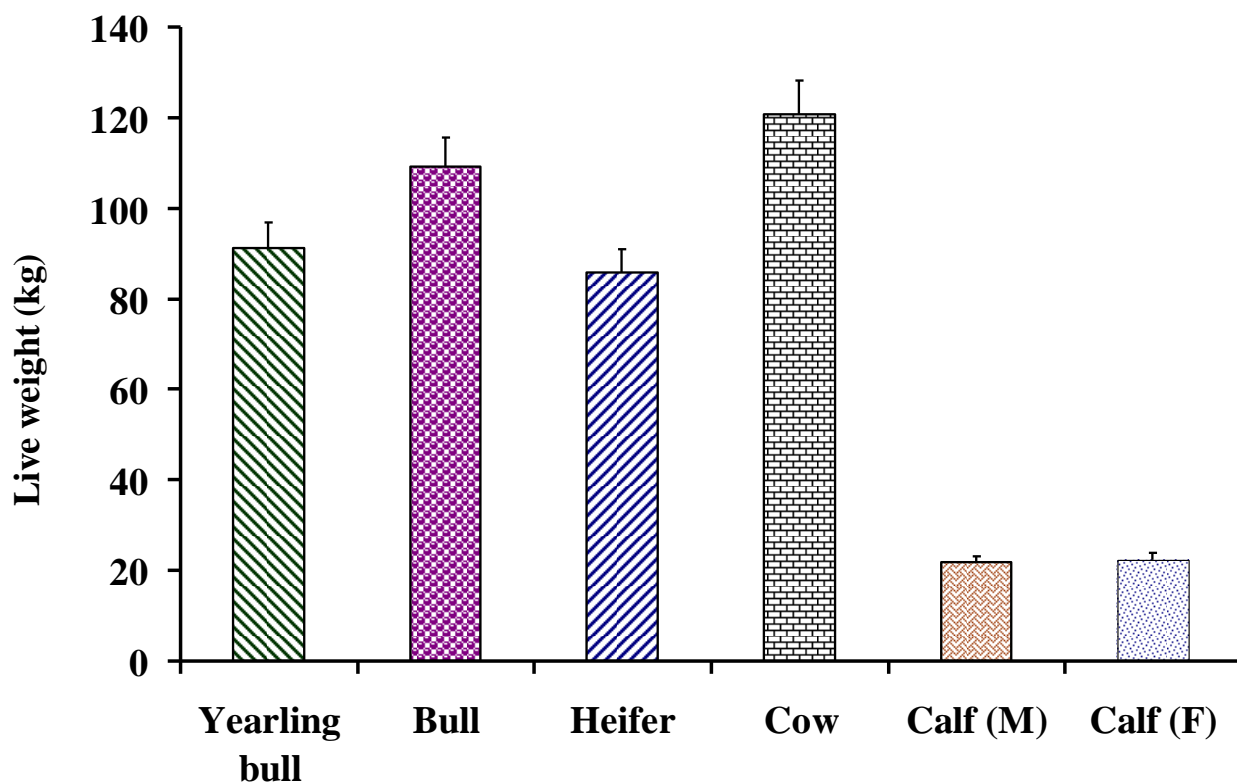 140
120
100
80
60
40
20
0
Live weight (kg)
Yearling
bull
Bull
Heifer
Cow
Calf (M)
Calf (F)